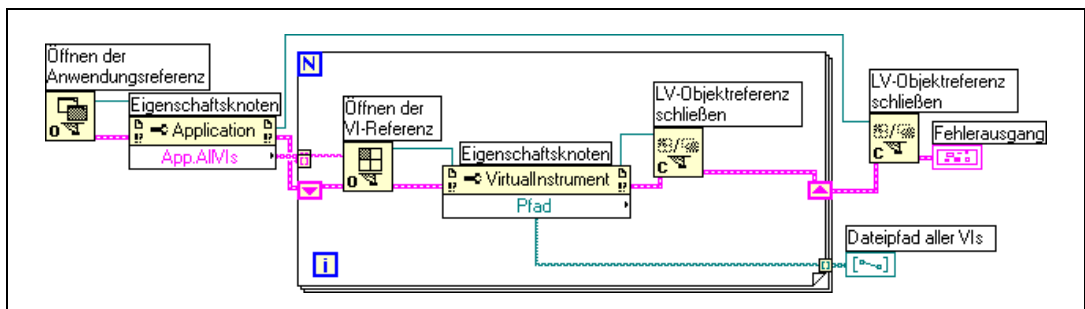 Öffnen der
Anwendungsreferenz
Eigenschaftsknoten
Application
App.AllVIs
N
Öffnen der
VI-Referenz
Eigenschaftsknoten
VirtualInstrument
Pfad
LV-Objektreferenz
schließen
LV-Objektreferenz
schließen
Fehlerausgang
Dateipfad aller VIs
i
O
O
C
C